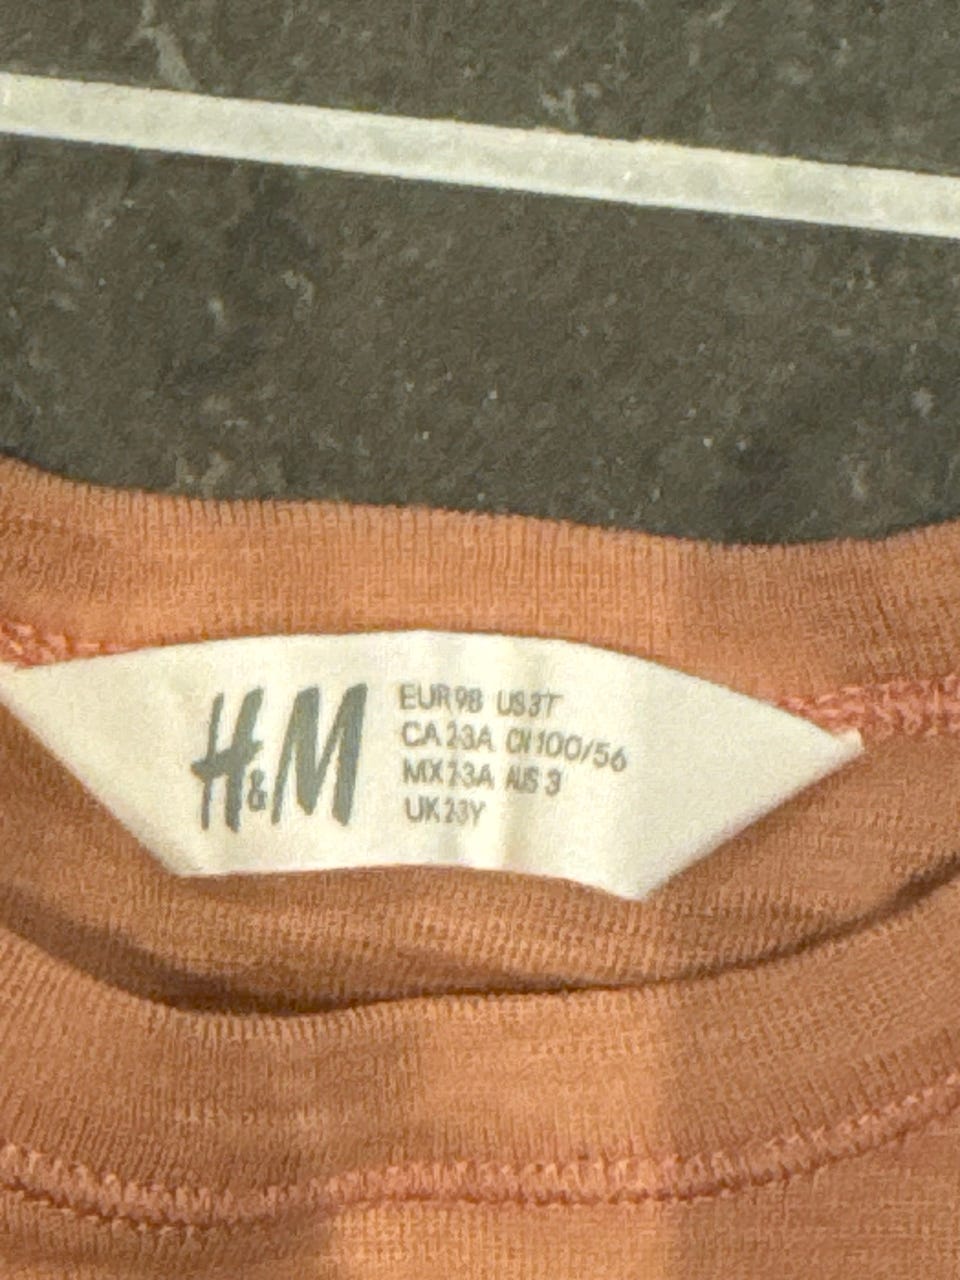 H&M
EUR 98 US 3T
CA 2-3A CN 100/56
MX 2-3A AUS 3
UK 2-3Y